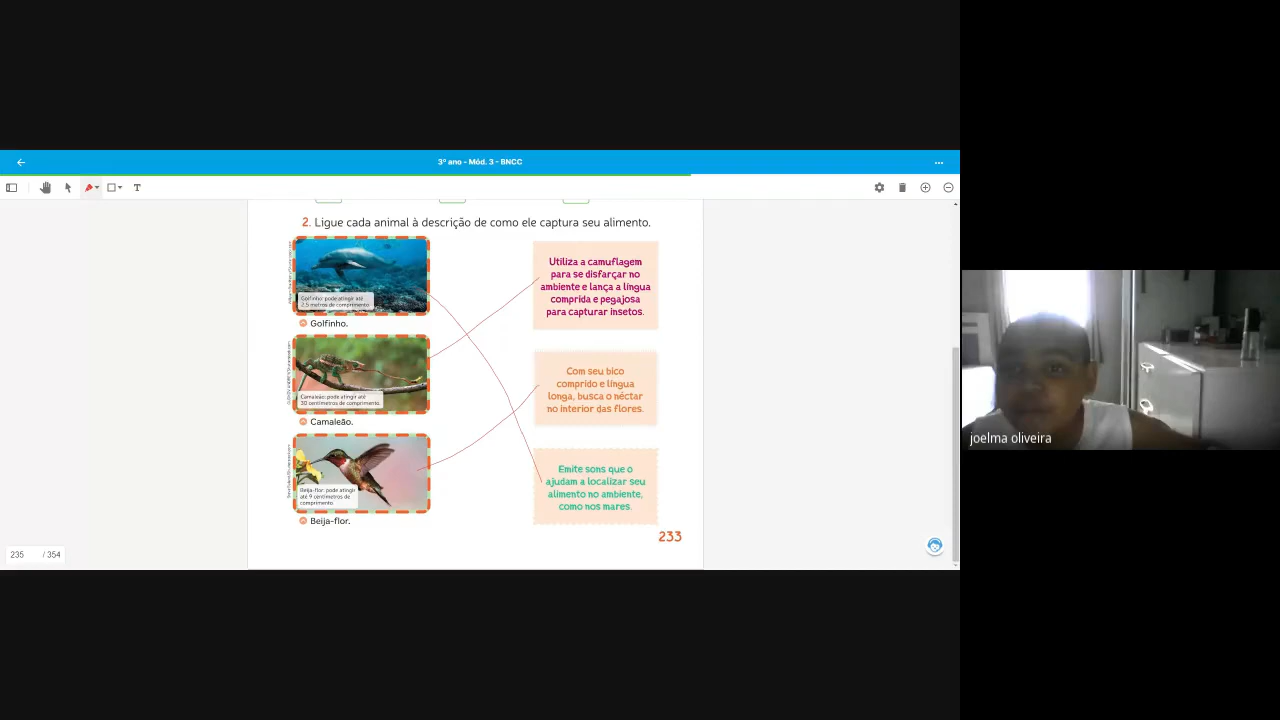 3º ano - Mód. 3 - BNCC
T
2. Ligue cada animal à descrição de como ele captura seu alimento.
Golfinho: pode atingir até
2,5 metros de comprimento.
Golfinho.
Camaleão: pode atingir até
30 centímetros de comprimento.
Camaleão.
Beija-flor: pode atingir
até 9 centímetros de
comprimento.
Beija-flor.
Utiliza a camuflagem
para se disfarçar no
ambiente e lança a língua
comprida e pegajosa
para capturar insetos.
Com seu bico
comprido e língua
longa, busca o néctar
no interior das flores.
Emite sons que o
ajudam a localizar seu
alimento no ambiente,
como nos mares.
233
235 / 354
joelma oliveira